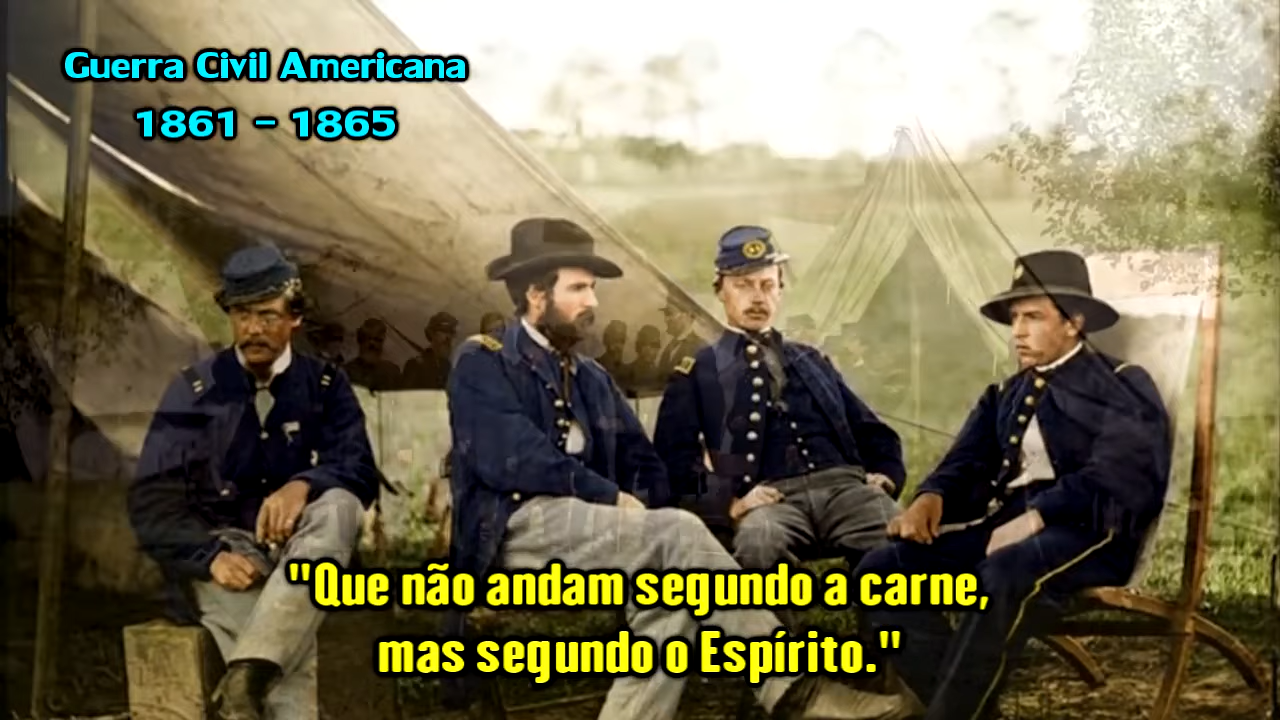 Guerra Civil Americana
1861 - 1865
"Que não andam segundo a carne,
mas segundo o Espírito."